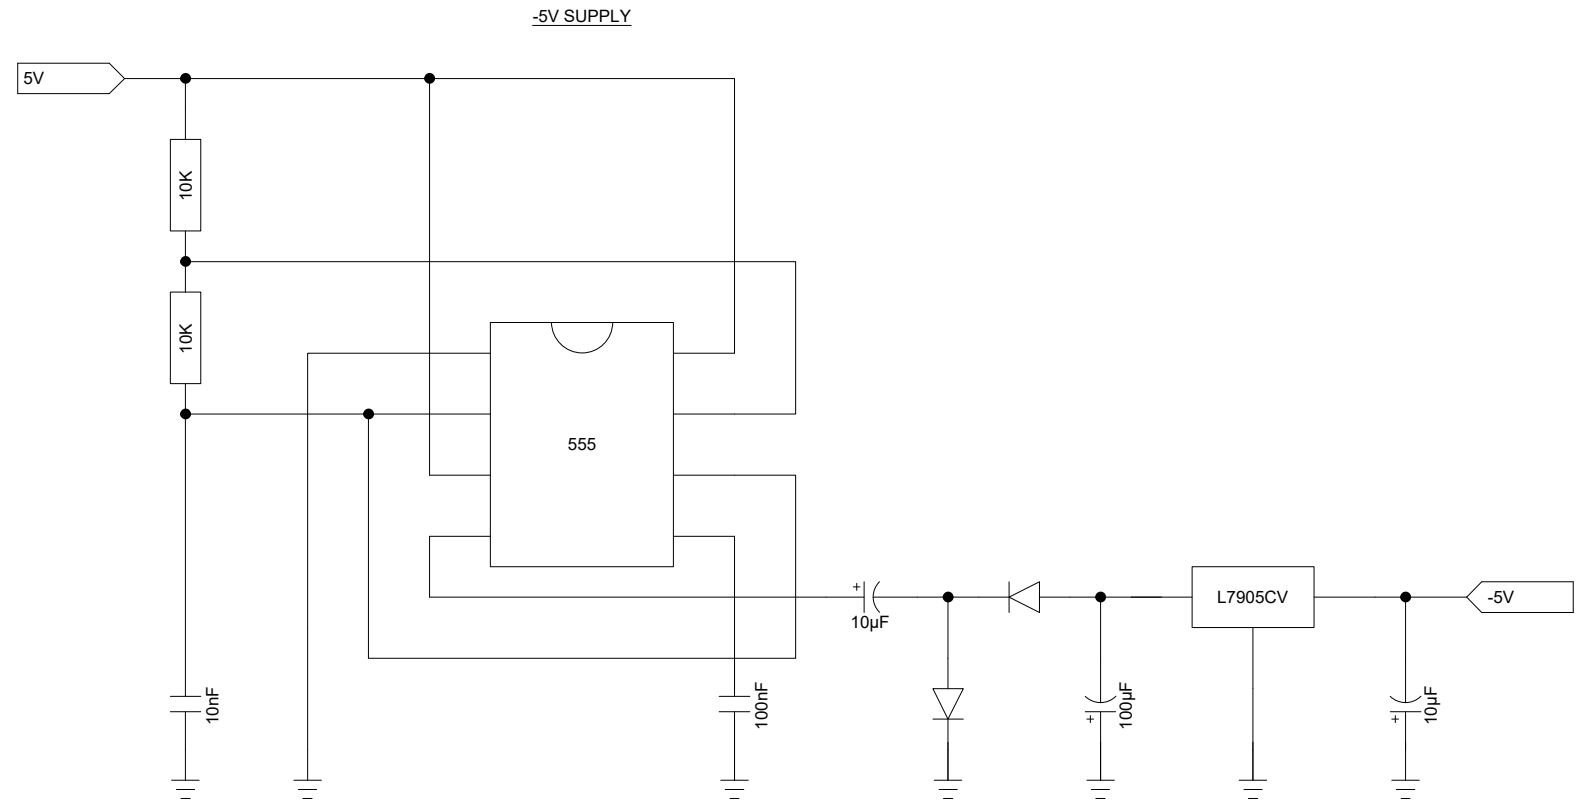 -5V SUPPLY
5V
10K
10K
555
+
10µF
L7905CV
-5V
10nF
100nF
+
100µF
+
10µF